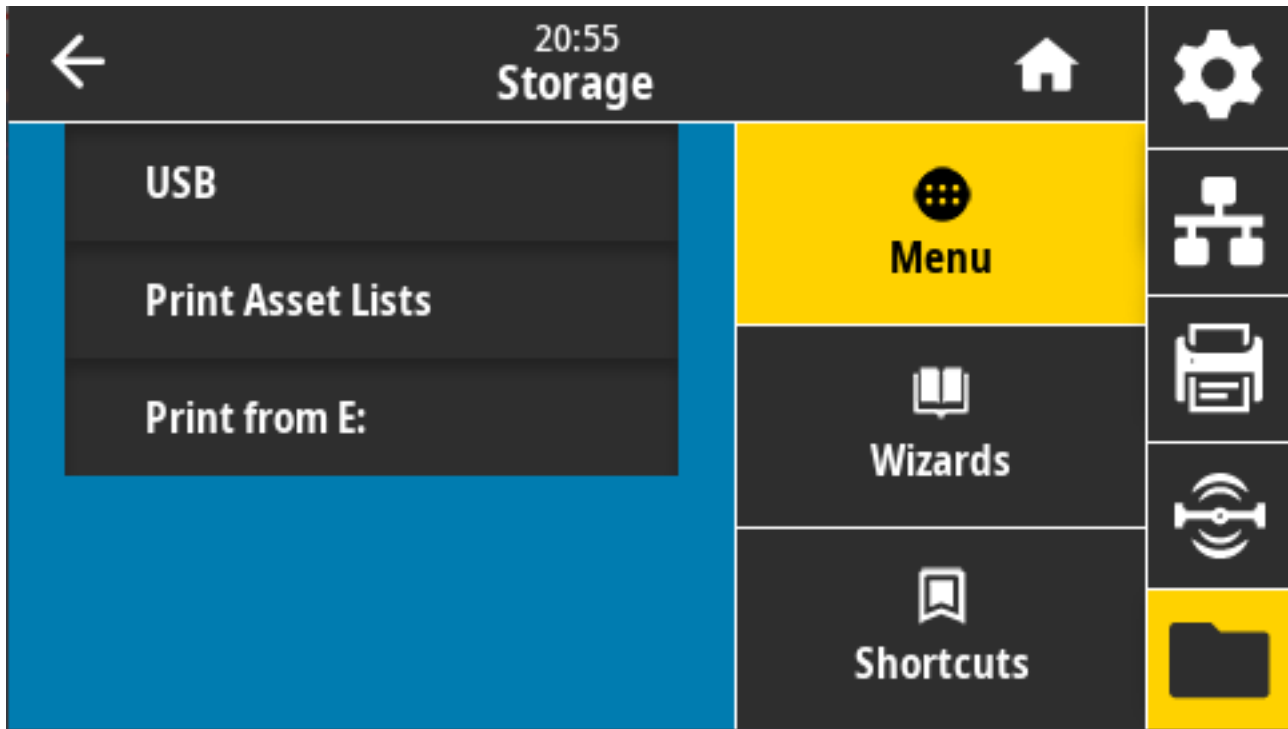 20:55
Storage
USB
Print Asset Lists
Print from E:
Menu
Wizards
Shortcuts